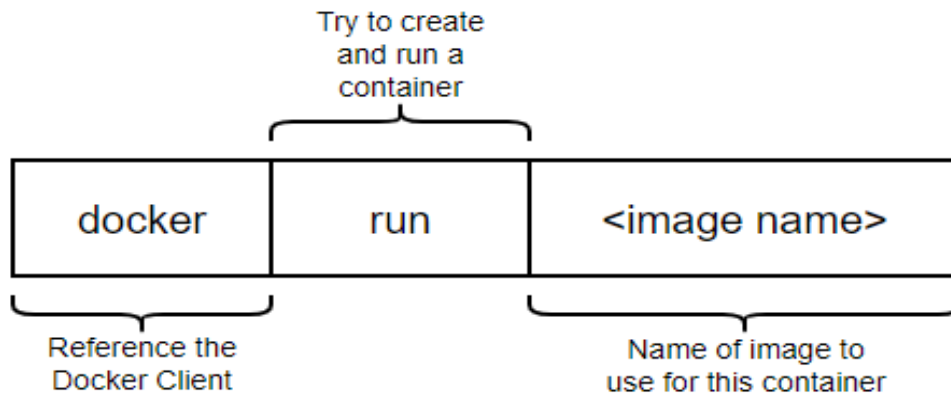 Try to create
and run a
container
docker
run
<image name>
Reference the
Docker Client
Name of image to
use for this container